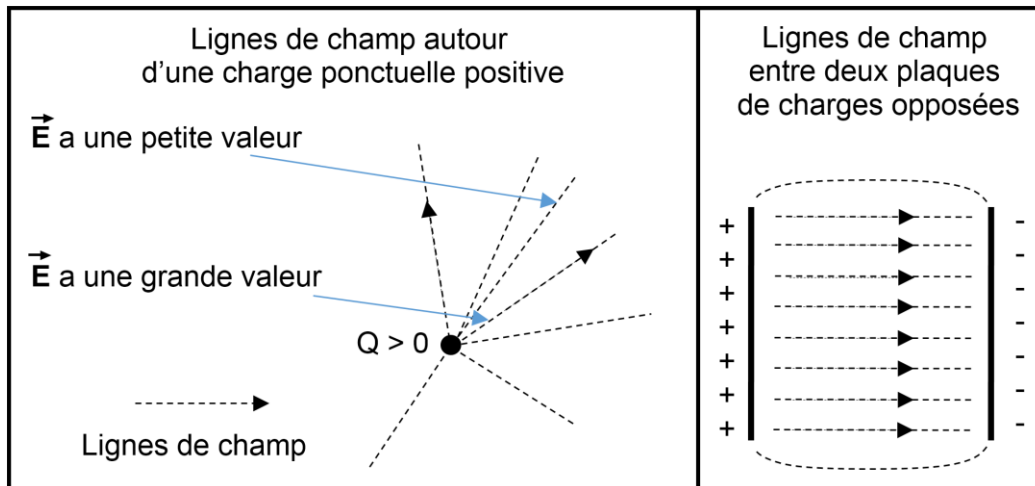 Lignes de champ autour
d’une charge ponctuelle positive
E a une petite valeur
E a une grande valeur
Q > 0
Lignes de champ
Lignes de champ
entre deux plaques
de charges opposées
+ -
+ -
+ -
+ -
+ -
+ -
+ -